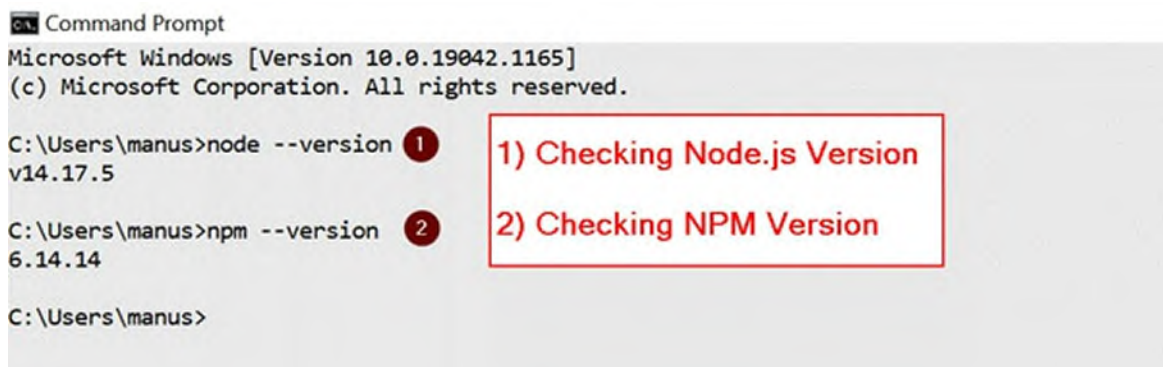 Command Prompt
Microsoft Windows [Version 10.0.19042.1165]
(c) Microsoft Corporation. All rights reserved.
C:\Users\manus>node --version 1
v14.17.5
C:\Users\manus>npm --version 2
6.14.14
C:\Users\manus>
1) Checking Node.js Version
2) Checking NPM Version